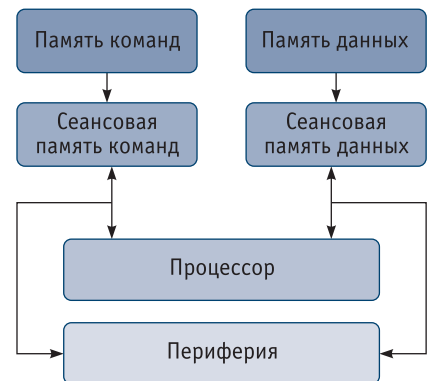 Память команд
Память данных
Сеансовая
память команд
Сеансовая
память данных
Процессор
Периферия